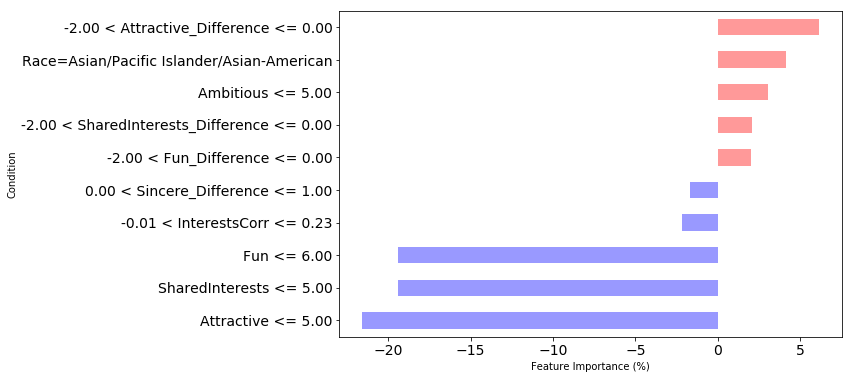 -2.00 < Attractive_Difference <= 0.00
Race=Asian/Pacific Islander/Asian-American
Ambitious <= 5.00
-2.00 < SharedInterests_Difference <= 0.00
-2.00 < Fun_Difference <= 0.00
0.00 < Sincere_Difference <= 1.00
-0.01 < InterestsCorr <= 0.23
Fun <= 6.00
SharedInterests <= 5.00
Attractive <= 5.00
Condition
−20 −15 −10 −5 0 5
Feature Importance (%)